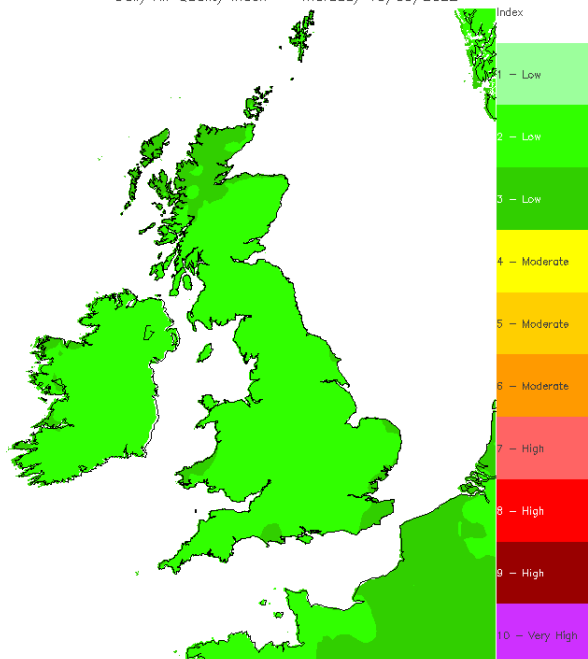 Index
1 - Low
2 - Low
3 - Low
4 - Moderate
5 - Moderate
6 - Moderate
7 - High
8 - High
9 - High
10 - Very High